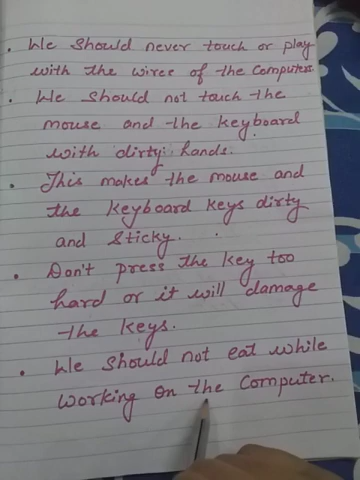 . We should never touch or play
with the wires of the computer.
. We should not touch the
mouse and the keyboard
with dirty hands.
. This makes the mouse and
the keyboard keys dirty
and sticky.
. Don't press the key too
hard or it will damage
the keys.
. We should not eat while
working on the computer.